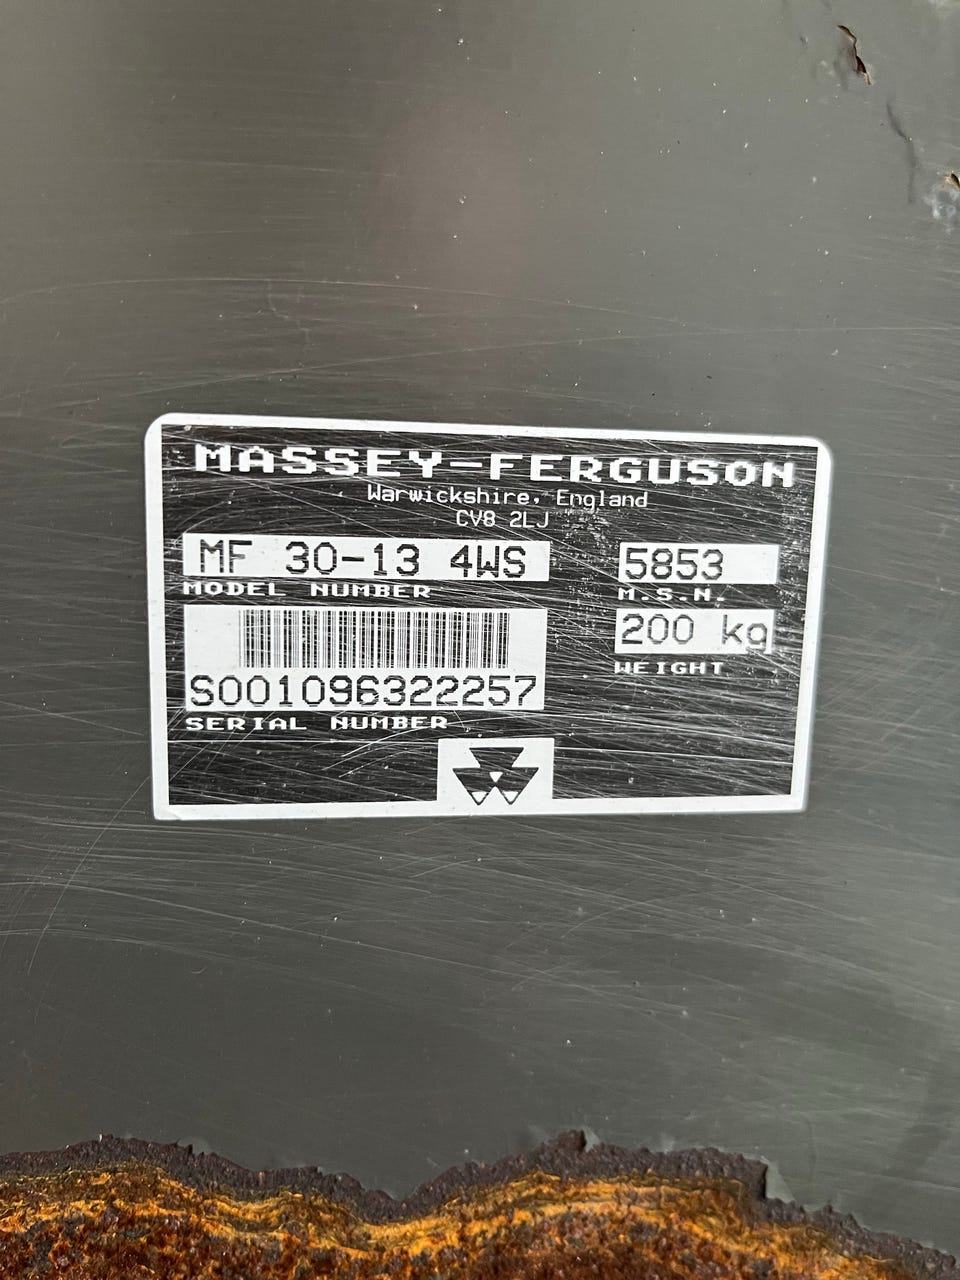 MASSEY-FERGUSON
Warwickshire, England
CV8 2LJ
MF 30-13 4WS
MODEL NUMBER
5853
M.S.N.
200 kg
WEIGHT
S001096322257
SERIAL NUMBER